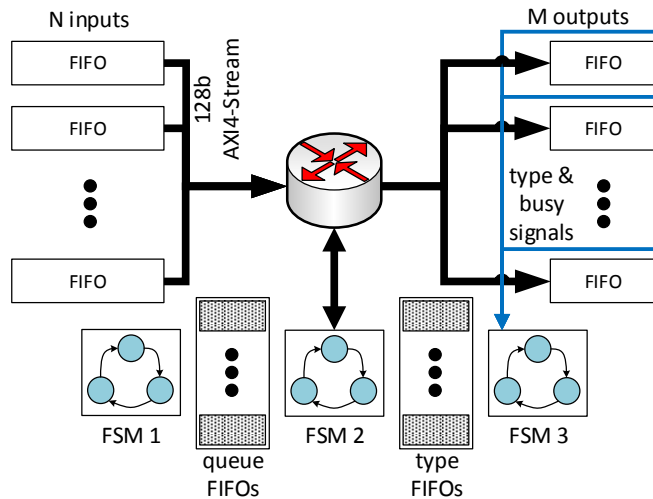 N inputs
M outputs
FIFO
FIFO
FIFO
128b
AXI4-Stream
FIFO
FIFO
FIFO
type &
busy
signals
FSM 1
queue
FIFOs
FSM 2
type
FIFOs
FSM 3